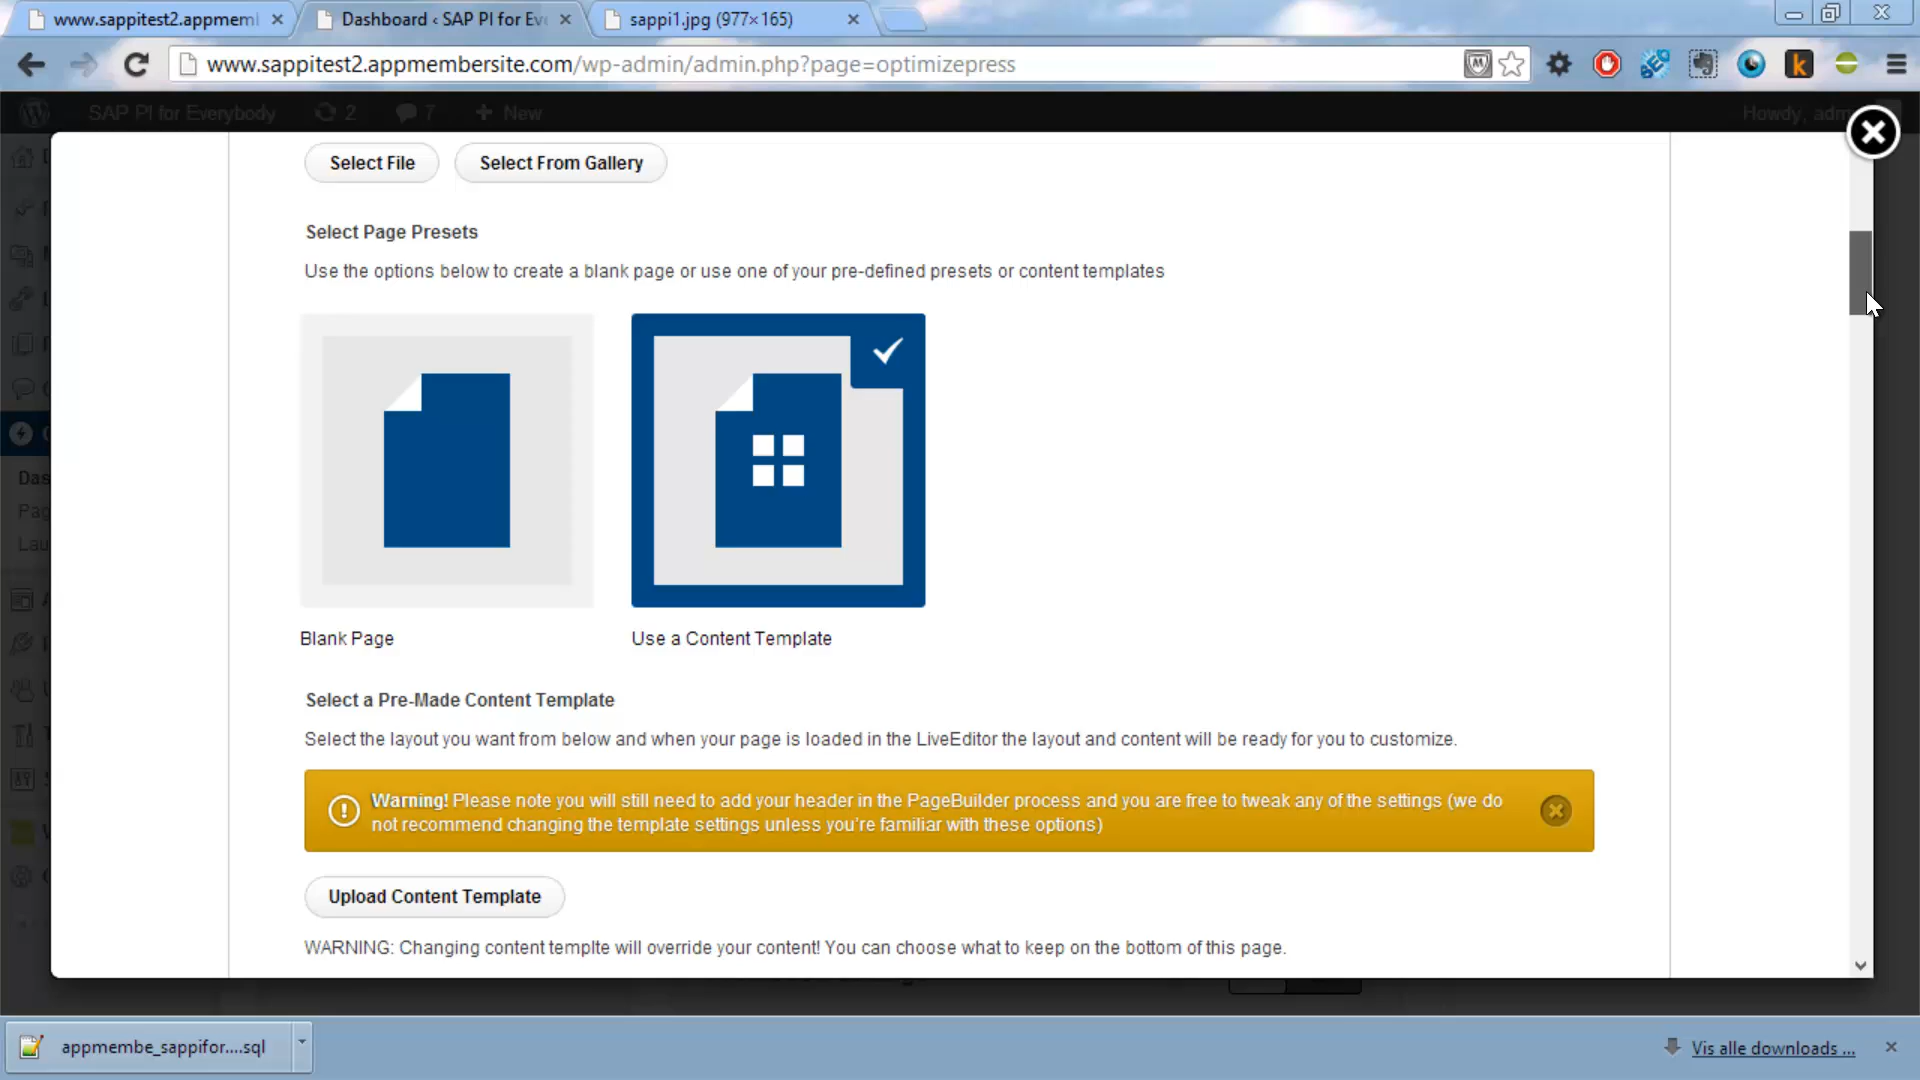 www.sappitest2.appmeml
Dashboard ‹ SAP PI for Eve
sappi1.jpg (977×165)
www.sappitest2.appmembersite.com/wp-admin/admin.php?page=optimizepress
SAP PI for Everybody
2
7
New
Howdy, adm
Select File
Select From Gallery
Select Page Presets
Use the options below to create a blank page or use one of your pre-defined presets or content templates
Das
Pag
Lau
Blank Page
Use a Content Template
Select a Pre-Made Content Template
Select the layout you want from below and when your page is loaded in the LiveEditor the layout and content will be ready for you to customize.
Warning! Please note you will still need to add your header in the PageBuilder process and you are free to tweak any of the settings (we do
not recommend changing the template settings unless you're familiar with these options)
Upload Content Template
WARNING: Changing content templte will override your content! You can choose what to keep on the bottom of this page.
appmembe_sappifor....sql
Vis alle downloads ...